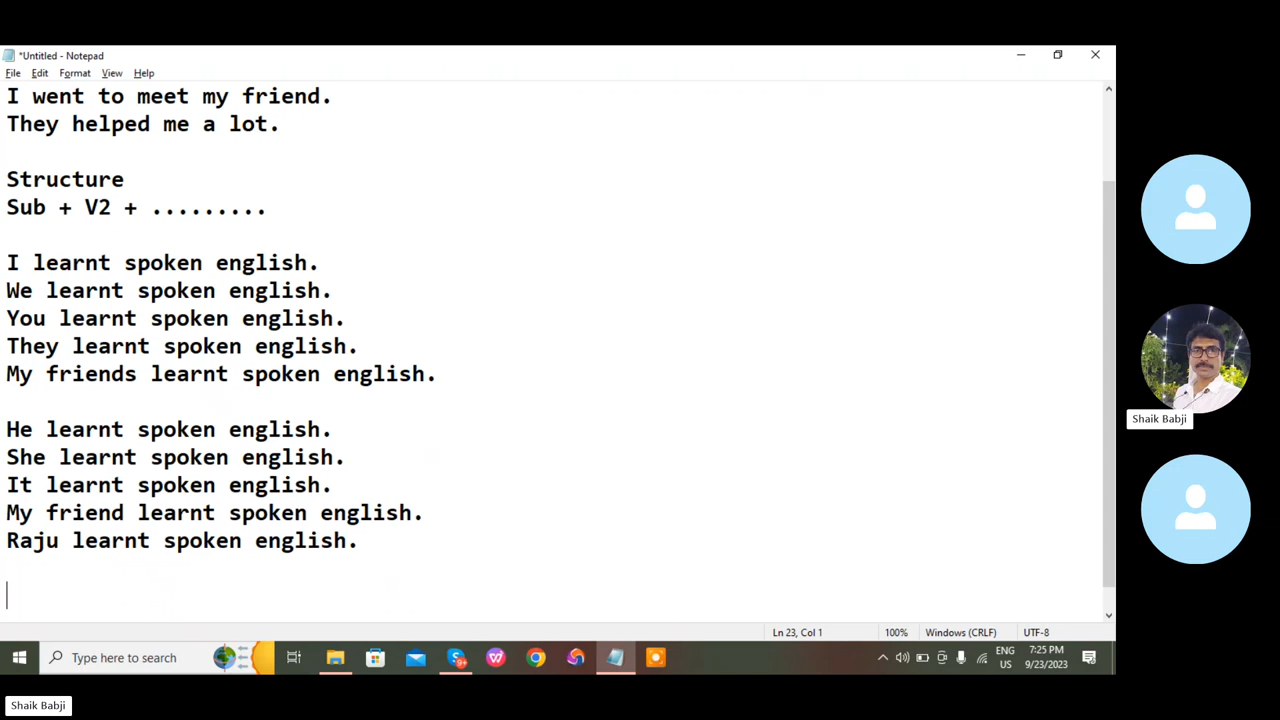 *Untitled - Notepad
File Edit Format View Help
I went to meet my friend.
They helped me a lot.
Structure
Sub + V2 + .........
I learnt spoken english.
We learnt spoken english.
You learnt spoken english.
They learnt spoken english.
My friends learnt spoken english.
He learnt spoken english.
She learnt spoken english.
It learnt spoken english.
My friend learnt spoken english.
Raju learnt spoken english.
Ln 23, Col 1 100% Windows (CRLF) UTF-8
Type here to search
9+
ENG
US
7:25 PM
9/23/2023
Shaik Babji
Shaik Babji